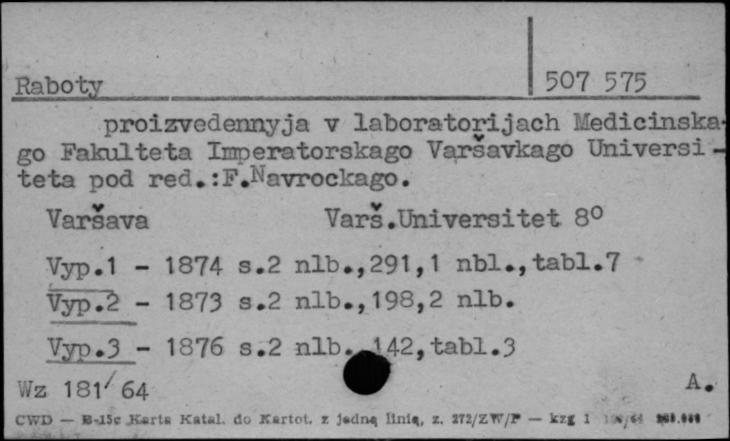 Raboty 507 575
proizvedennyja v laboratorijach Medicinska-
go Fakulteta Imperatorskago Varšavkago Universi-
teta pod red.:F.Navrockago.
Varšava Varš.Universitet 8º
Vyp.1 - 1874 s.2 nlb.,291,1 nbl.,tabl.7
Vyp.2 - 1873 s.2 nlb.,198,2 nlb.
Vyp.3 - 1876 s.2 nlb. 142,tabl.3
Wz 181/64 A.
CWD — B-15c Karta Katal. do Kartot. z jedną linią, z. 272/ZW/P — kzg 1